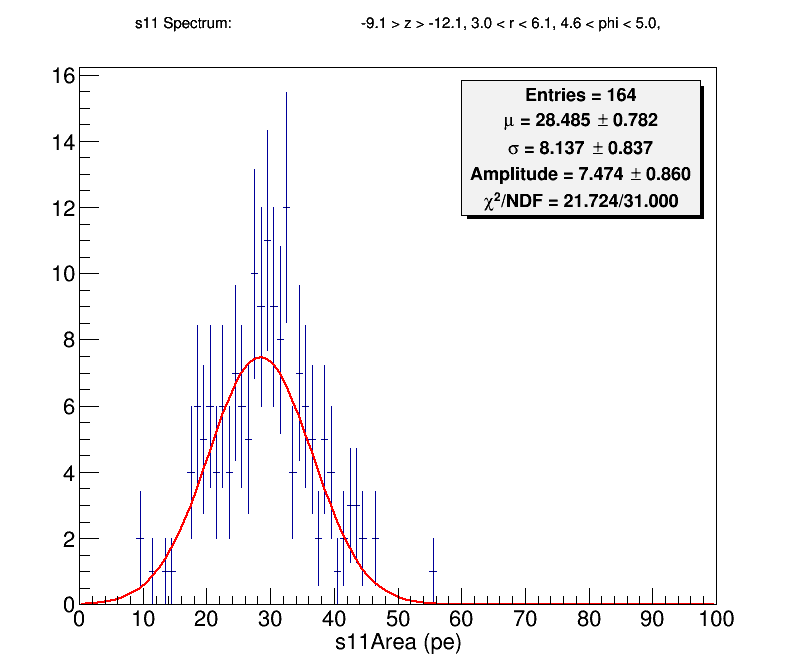 s11 Spectrum: -9.1 > z > -12.1, 3.0 < r < 6.1, 4.6 < phi < 5.0,
Entries = 164
μ = 28.485 ± 0.782
σ = 8.137 ± 0.837
Amplitude = 7.474 ± 0.860
χ²/NDF = 21.724/31.000
16
14
12
10
8
6
4
2
0
0 10 20 30 40 50 60 70 80 90 100
s11Area (pe)